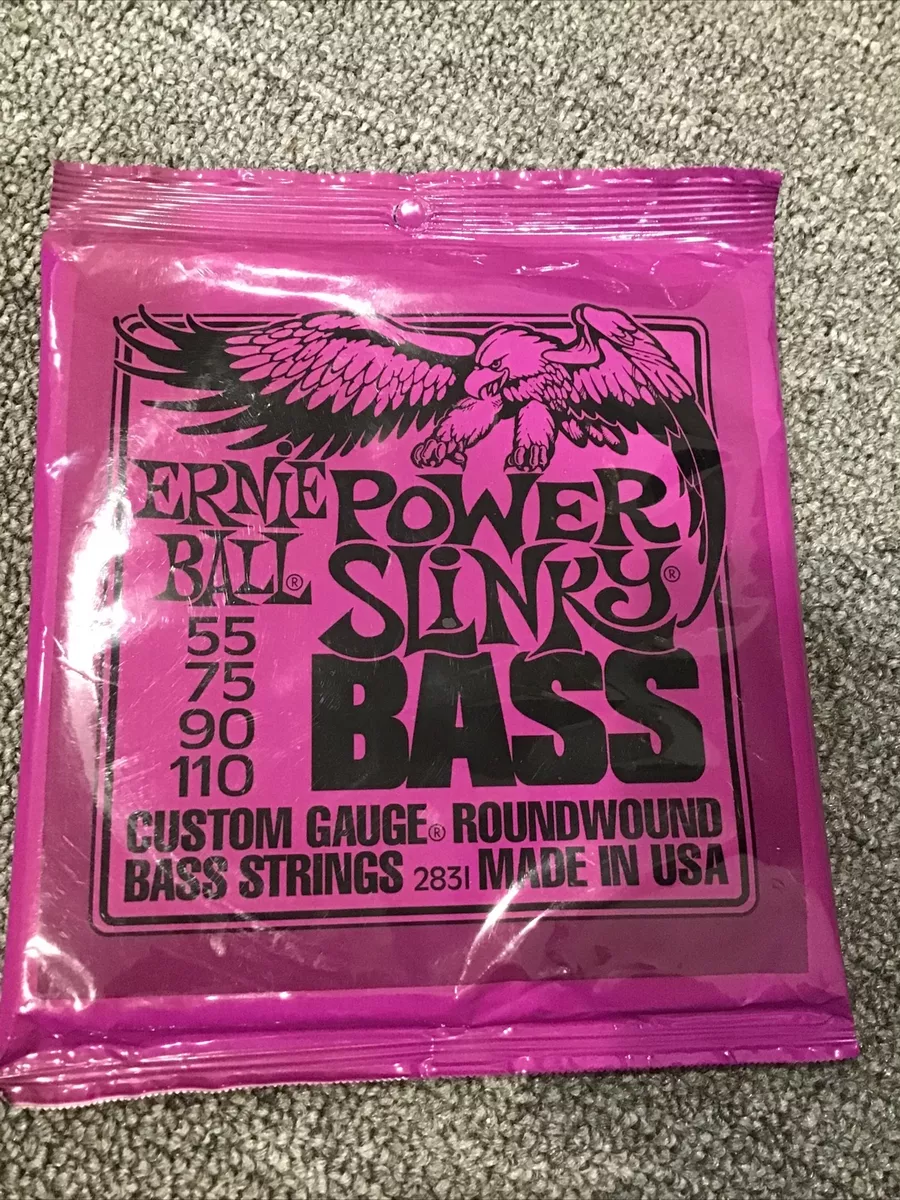 ERNiE
BALL®
POWER
SLiNKY®
BASS
55
75
90
110
CUSTOM GAUGE® ROUNDWOUND
BASS STRINGS 2831 MADE IN USA